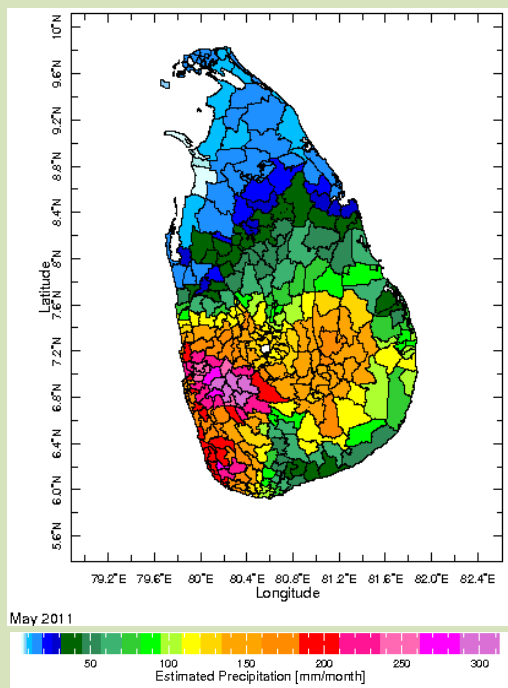 10°N
9.6°N
9.2°N
8.8°N
8.4°N
8°N
7.6°N
7.2°N
6.8°N
6.4°N
6.0°N
5.6°N
Latitude
79.2°E 79.6°E 80°E 80.4°E 80.8°E 81.2°E 81.6°E 82.0°E 82.4°E
Longitude
May 2011
50 100 150 200 250 300
Estimated Precipitation [mm/month]